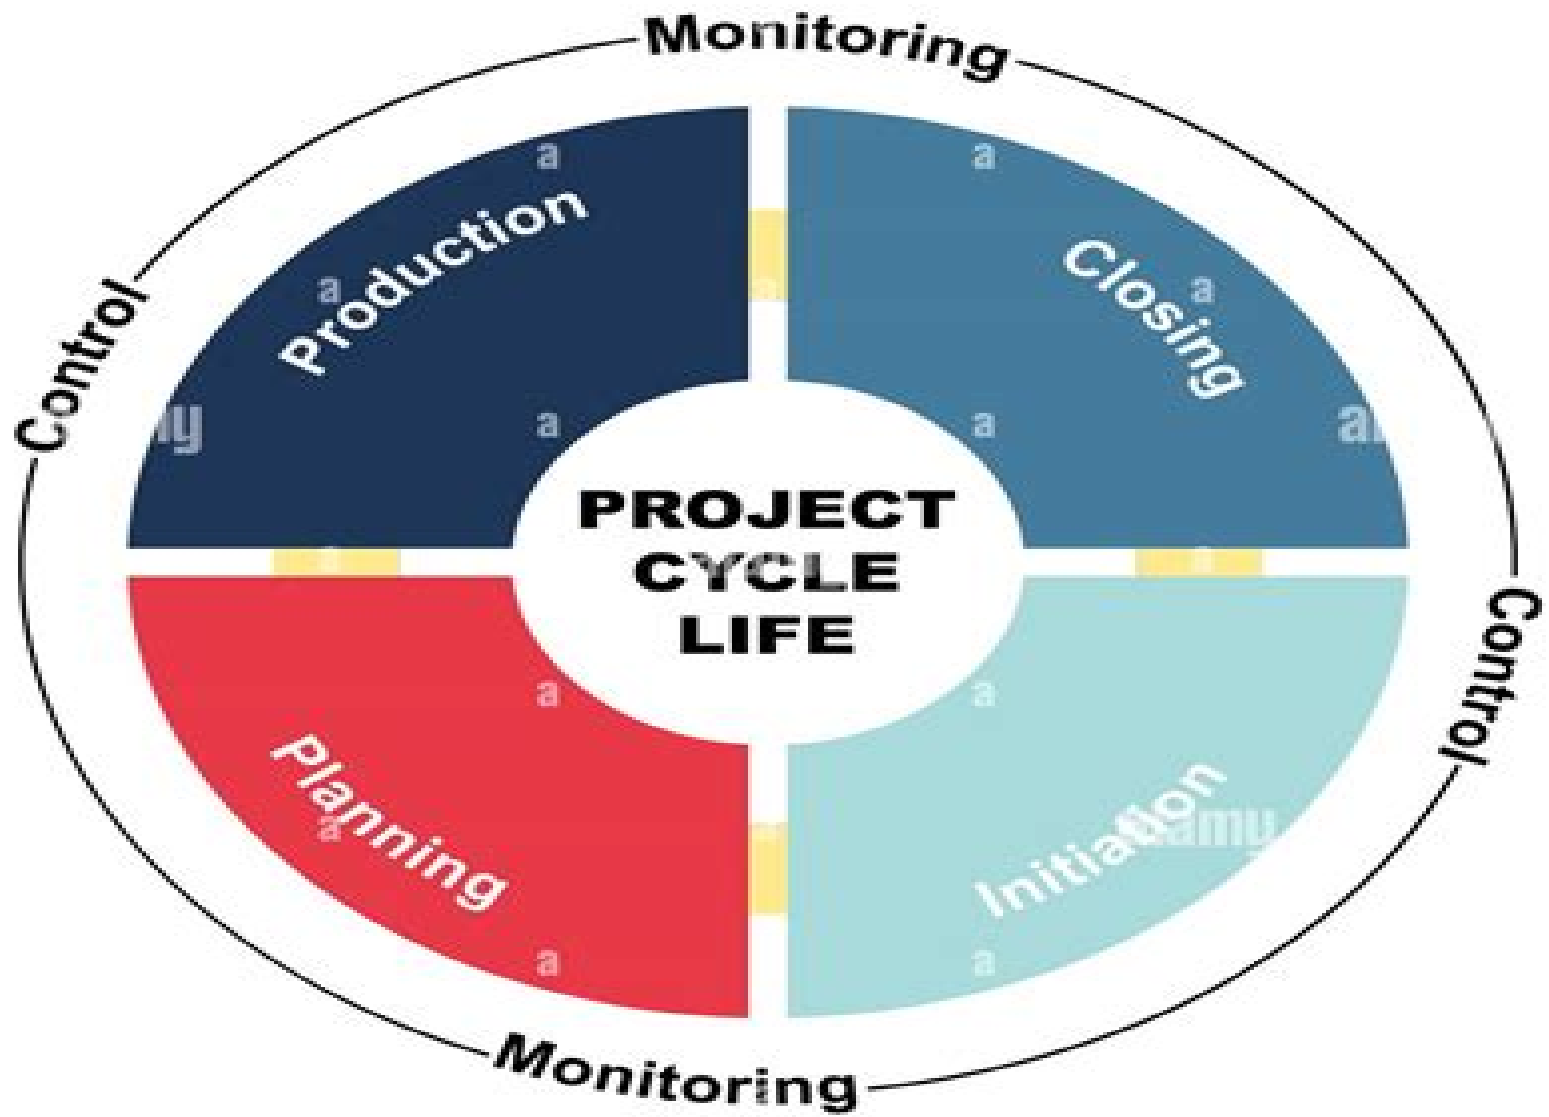 Monitoring
Production
Closing
Control
PROJECT
CYCLE
LIFE
Control
Planning
Initiation
Monitoring